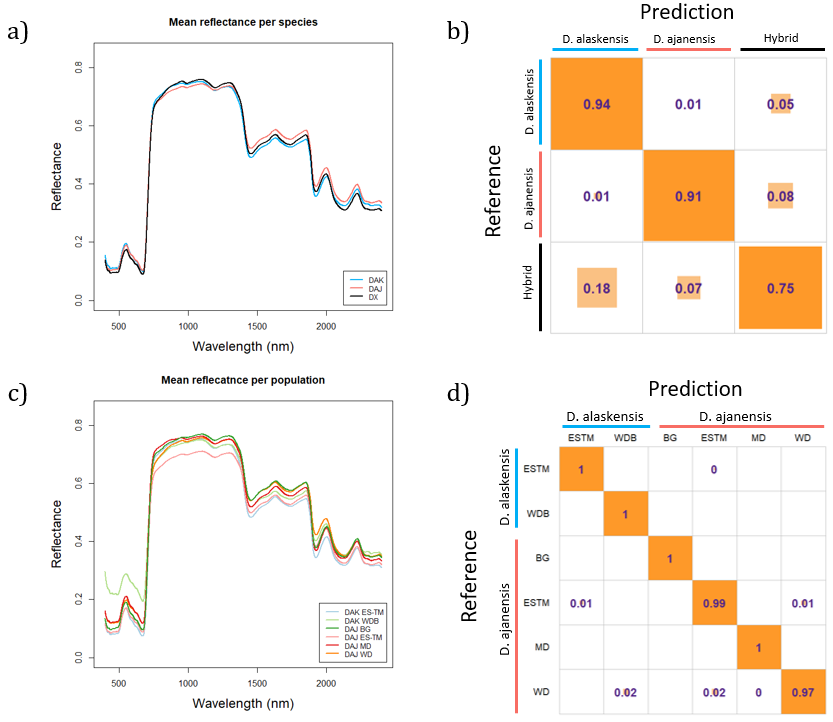 a)
Mean reflectance per species
Reflectance
0.8
0.6
0.4
0.2
0.0
500
1000
1500
2000
Wavelength (nm)
DAK
DAJ
DX
b)
Prediction
D. alaskensis
D. ajanensis
Hybrid
Reference
D. alaskensis
0.94
0.01
0.05
D. ajanensis
0.01
0.91
0.08
Hybrid
0.18
0.07
0.75
c)
Mean reflecatnce per population
Reflectance
0.8
0.6
0.4
0.2
0.0
500
1000
1500
2000
Wavelength (nm)
DAK ES-TM
DAK WDB
DAJ BG
DAJ ES-TM
DAJ MD
DAJ WD
d)
Prediction
D. alaskensis
D. ajanensis
ESTM
WDB
BG
ESTM
MD
WD
Reference
D. alaskensis
D. ajanensis
ESTM
1
0
WDB
1
BG
1
ESTM
0.01
0.99
0.01
MD
1
WD
0.02
0.02
0
0.97